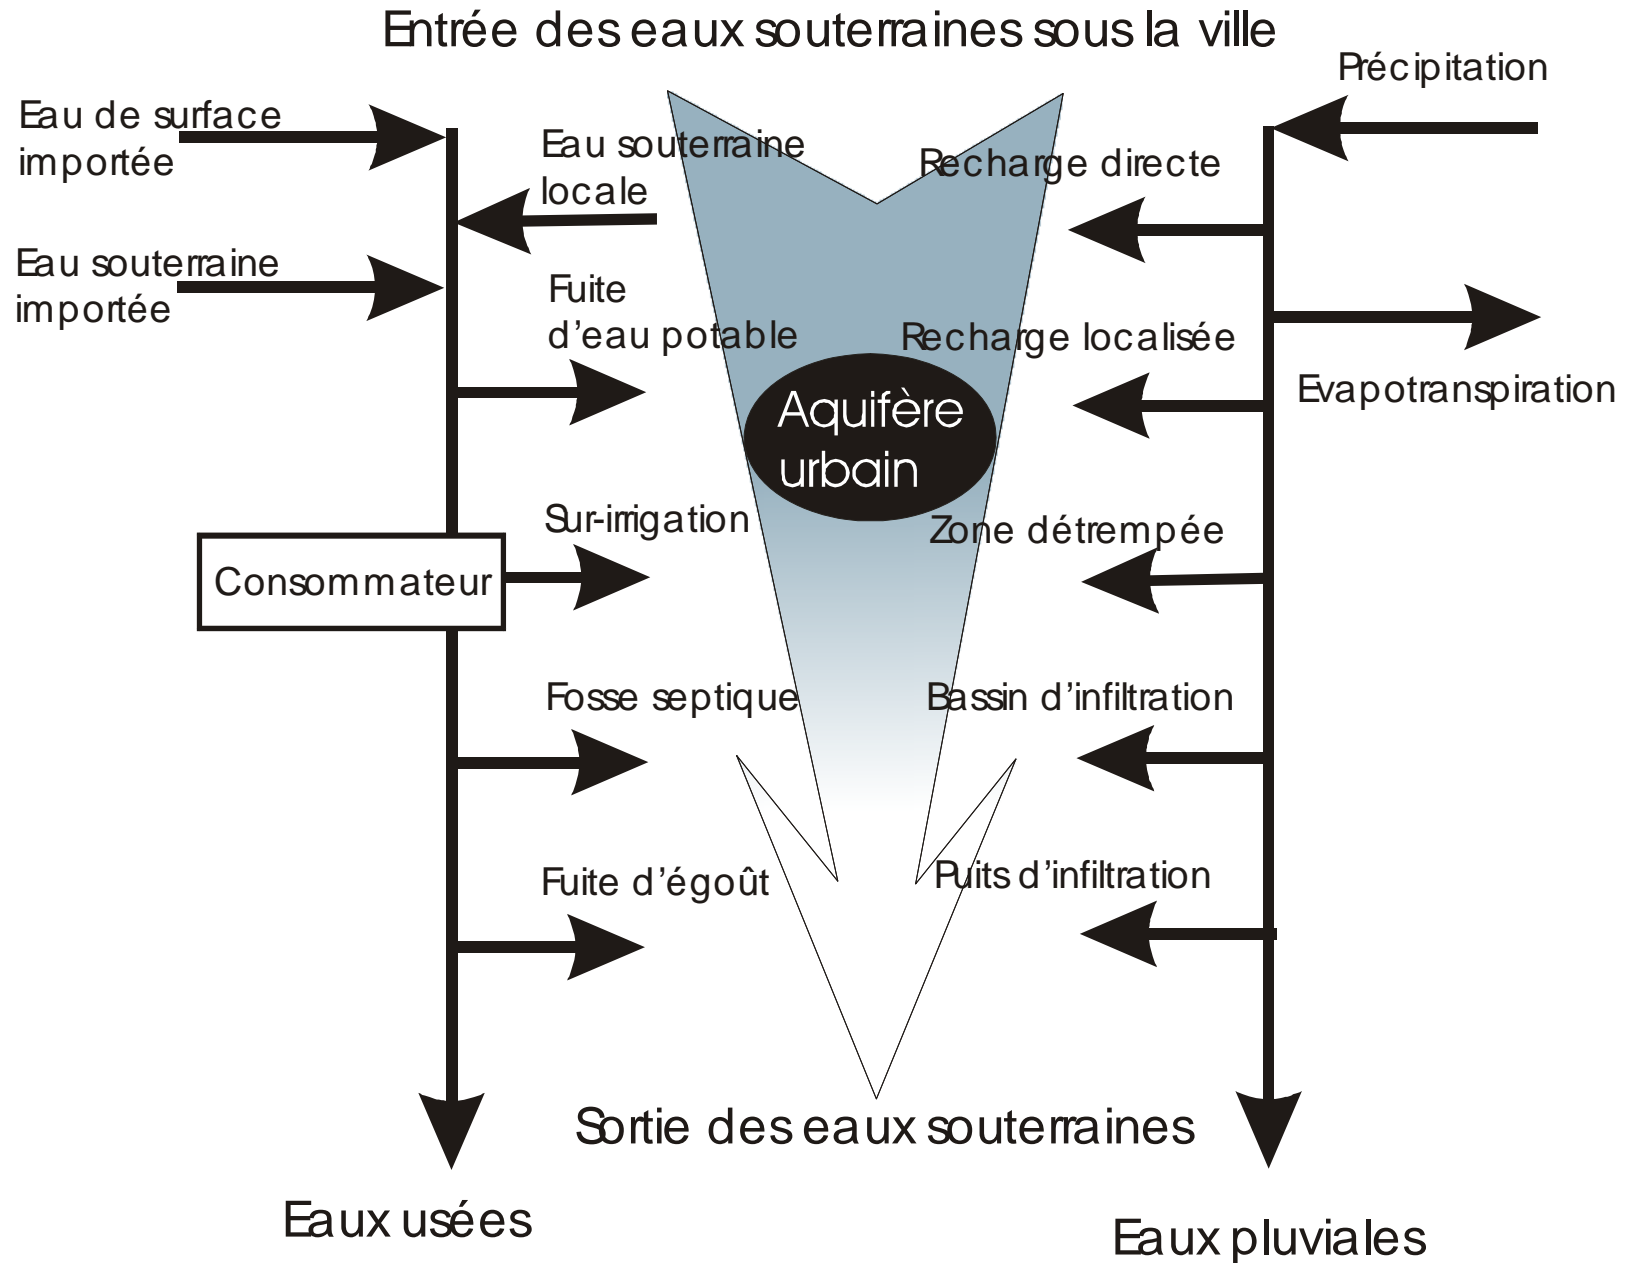 Entrée des eaux souterraines sous la ville
Précipitation
Eau de surface
importée
Eau souterraine
locale
Recharge directe
Eau souterraine
importée
Fuite
d'eau potable
Recharge localisée
Evapotranspiration
Aquifère
urbain
Sur-irrigation
Zone détrempée
Consommateur
Fosse septique
Bassin d'infiltration
Fuite d'égoût
Puits d'infiltration
Sortie des eaux souterraines
Eaux usées
Eaux pluviales